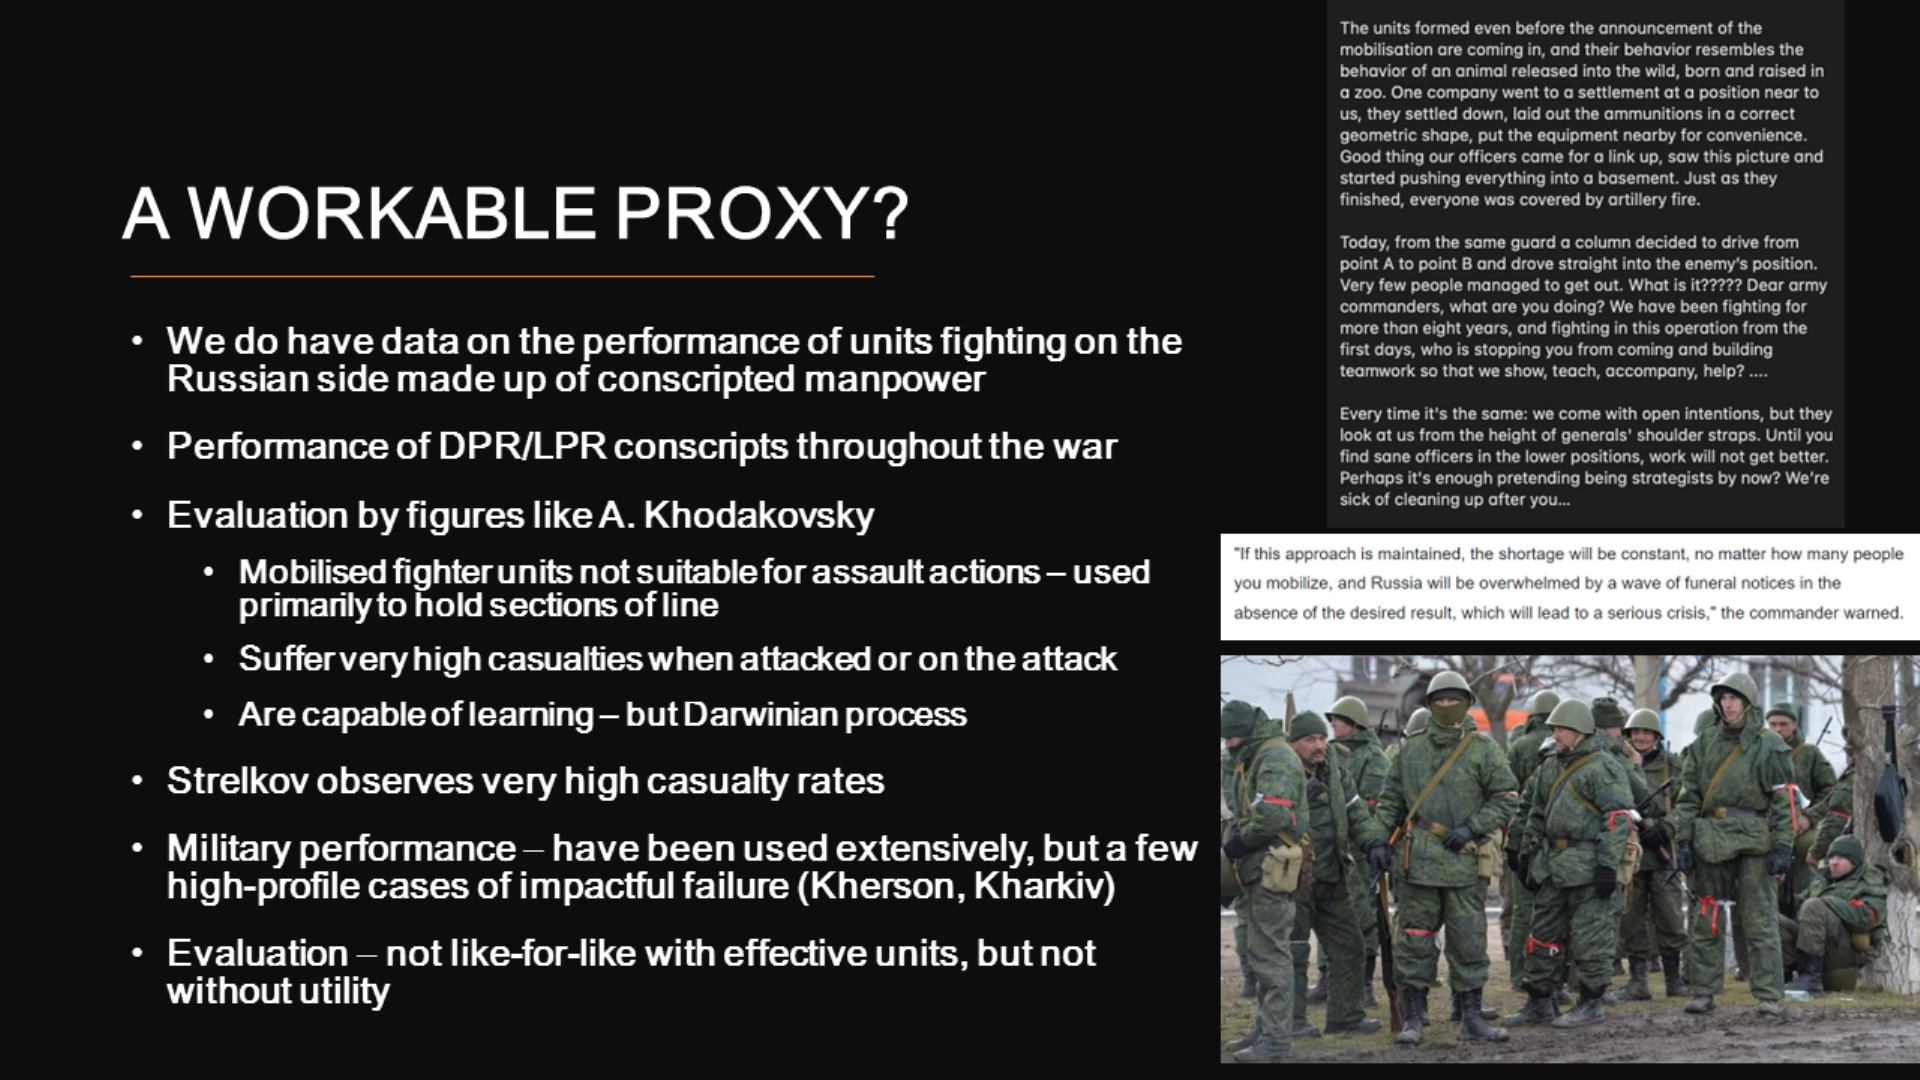 A WORKABLE PROXY?
• We do have data on the performance of units fighting on the
Russian side made up of conscripted manpower
• Performance of DPR/LPR conscripts throughout the war
• Evaluation by figures like A. Khodakovsky
• Mobilised fighter units not suitable for assault actions – used
primarily to hold sections of line
• Suffer very high casualties when attacked or on the attack
• Are capable of learning – but Darwinian process
• Strelkov observes very high casualty rates
• Military performance – have been used extensively, but a few
high-profile cases of impactful failure (Kherson, Kharkiv)
• Evaluation – not like-for-like with effective units, but not
without utility
The units formed even before the announcement of the
mobilisation are coming in, and their behavior resembles the
behavior of an animal released into the wild, born and raised in
a zoo. One company went to a settlement at a position near to
us, they settled down, laid out the ammunitions in a correct
geometric shape, put the equipment nearby for convenience.
Good thing our officers came for a link up, saw this picture and
started pushing everything into a basement. Just as they
finished, everyone was covered by artillery fire.
Today, from the same guard a column decided to drive from
point A to point B and drove straight into the enemy's position.
Very few people managed to get out. What is it????? Dear army
commanders, what are you doing? We have been fighting for
more than eight years, and fighting in this operation from the
first days, who is stopping you from coming and building
teamwork so that we show, teach, accompany, help? ....
Every time it's the same: we come with open intentions, but they
look at us from the height of generals' shoulder straps. Until you
find sane officers in the lower positions, work will not get better.
Perhaps it's enough pretending being strategists by now? We're
sick of cleaning up after you...
"If this approach is maintained, the shortage will be constant, no matter how many people
you mobilize, and Russia will be overwhelmed by a wave of funeral notices in the
absence of the desired result, which will lead to a serious crisis," the commander warned.